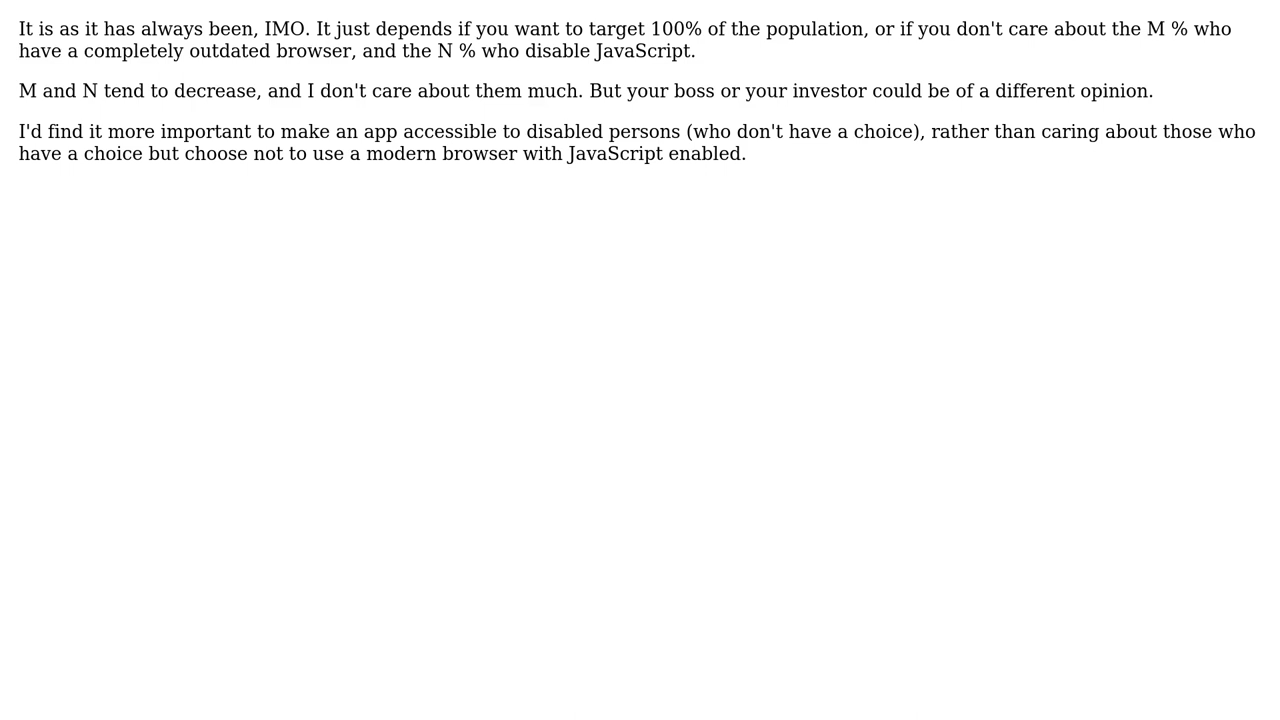 It is as it has always been, IMO. It just depends if you want to target 100% of the population, or if you don't care about the M % who
have a completely outdated browser, and the N % who disable JavaScript.
M and N tend to decrease, and I don't care about them much. But your boss or your investor could be of a different opinion.
I'd find it more important to make an app accessible to disabled persons (who don't have a choice), rather than caring about those who
have a choice but choose not to use a modern browser with JavaScript enabled.